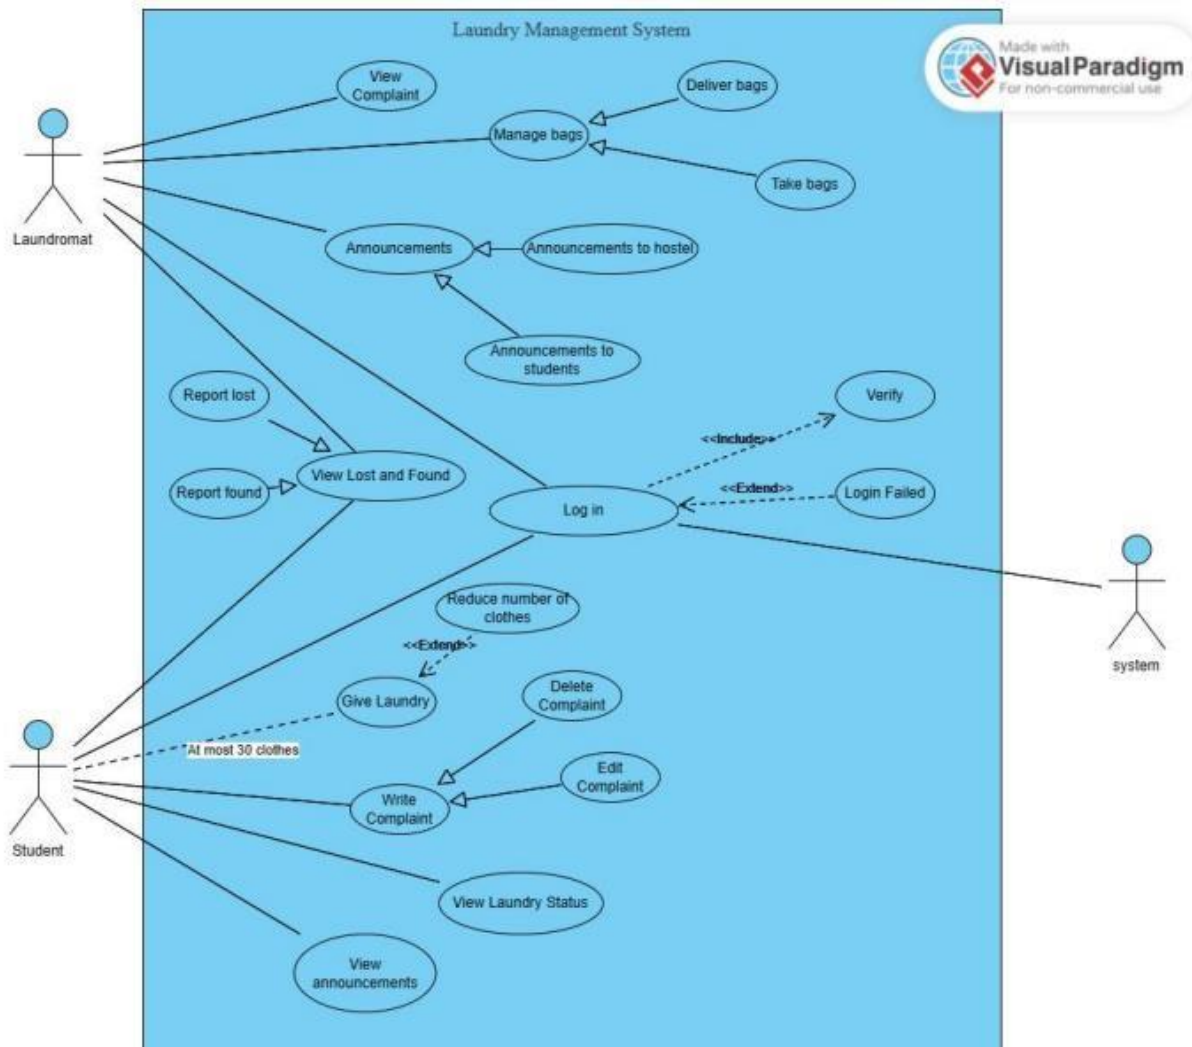 Laundry Management System
Made with
Visual Paradigm
For non-commercial use
View
Complaint
Deliver bags
Manage bags
Take bags
Laundromat
Announcements
Announcements to hostel
Announcements to
students
Report lost
Verify
<<Include>>
View Lost and Found
Report found
<<Extend>>
Login Failed
Log in
Reduce number of
clothes
<<Extend>>
system
Delete
Complaint
Give Laundry
At most 30 clothes
Edit
Complaint
Write
Complaint
Student
View Laundry Status
View
announcements